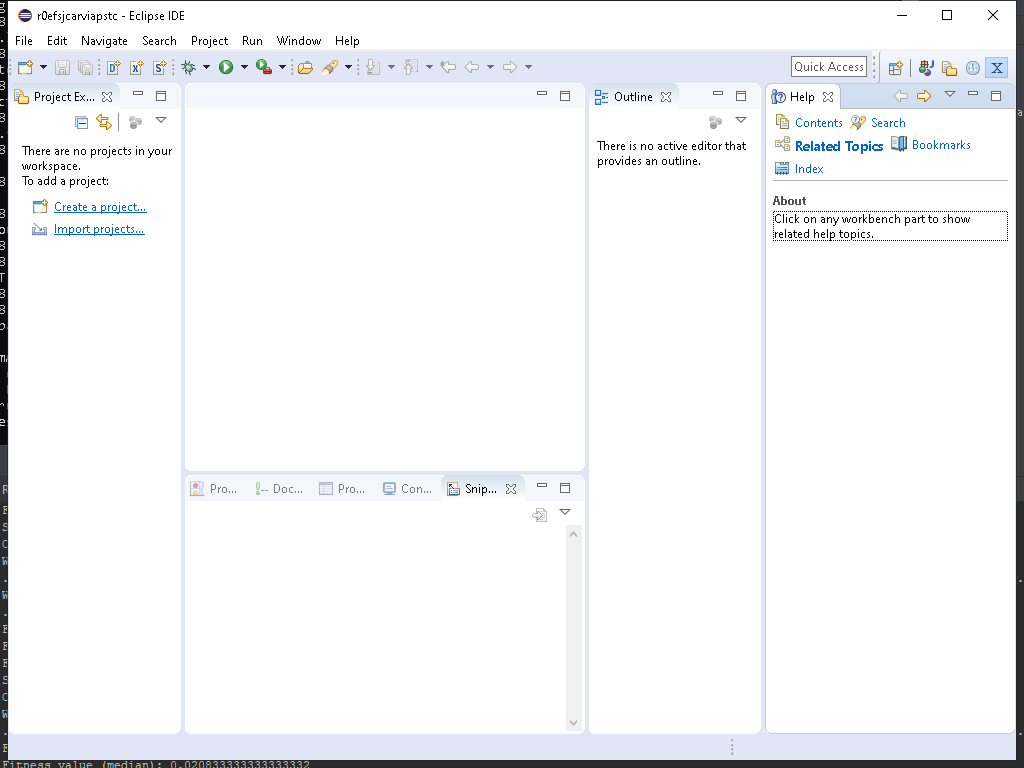 r0efsjcarviapstc - Eclipse IDE
File Edit Navigate Search Project Run Window Help
Quick Access
Project Ex...
Outline
Help
Contents Search
Related Topics Bookmarks
Index
There are no projects in your
workspace.
To add a project:
Create a project...
Import projects...
There is no active editor that
provides an outline.
About
Click on any workbench part to show
related help topics.
Pro... Doc... Pro... Con... Snip...
Fitness value (median): 0.020833333333333332